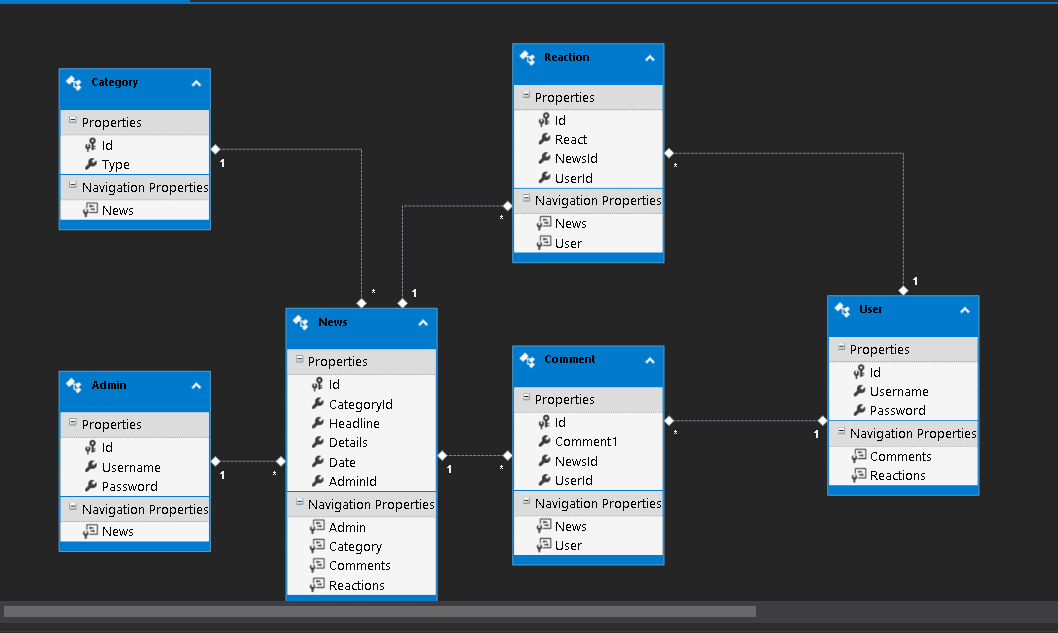 Category
Properties
Id
Type
Navigation Properties
News
1
*
Reaction
Properties
Id
React
NewsId
UserId
Navigation Properties
News
User
*
*
1
1
Admin
Properties
Id
Username
Password
Navigation Properties
News
1
*
News
Properties
Id
CategoryId
Headline
Details
Date
AdminId
Navigation Properties
Admin
Category
Comments
Reactions
1
*
Comment
Properties
Id
Comment1
NewsId
UserId
Navigation Properties
News
User
*
1
User
Properties
Id
Username
Password
Navigation Properties
Comments
Reactions